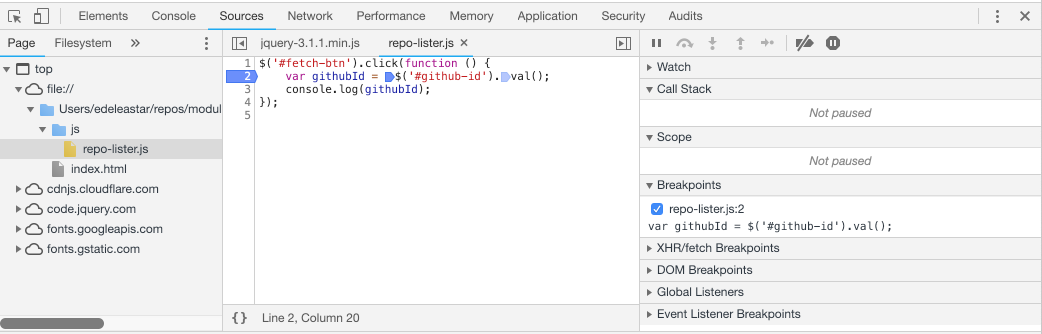 Elements Console Sources Network Performance Memory Application Security Audits
Page Filesystem »
jquery-3.1.1.min.js repo-lister.js ×
top
file://
Users/edeleastar/repos/modul
js
repo-lister.js
index.html
cdnjs.cloudflare.com
code.jquery.com
fonts.googleapis.com
fonts.gstatic.com
1 $('#fetch-btn').click(function () {
2 var githubId = $('#github-id').val();
3 console.log(githubId);
4 });
5
{} Line 2, Column 20
Watch
Call Stack
Not paused
Scope
Not paused
Breakpoints
repo-lister.js:2
var githubId = $('#github-id').val();
XHR/fetch Breakpoints
DOM Breakpoints
Global Listeners
Event Listener Breakpoints